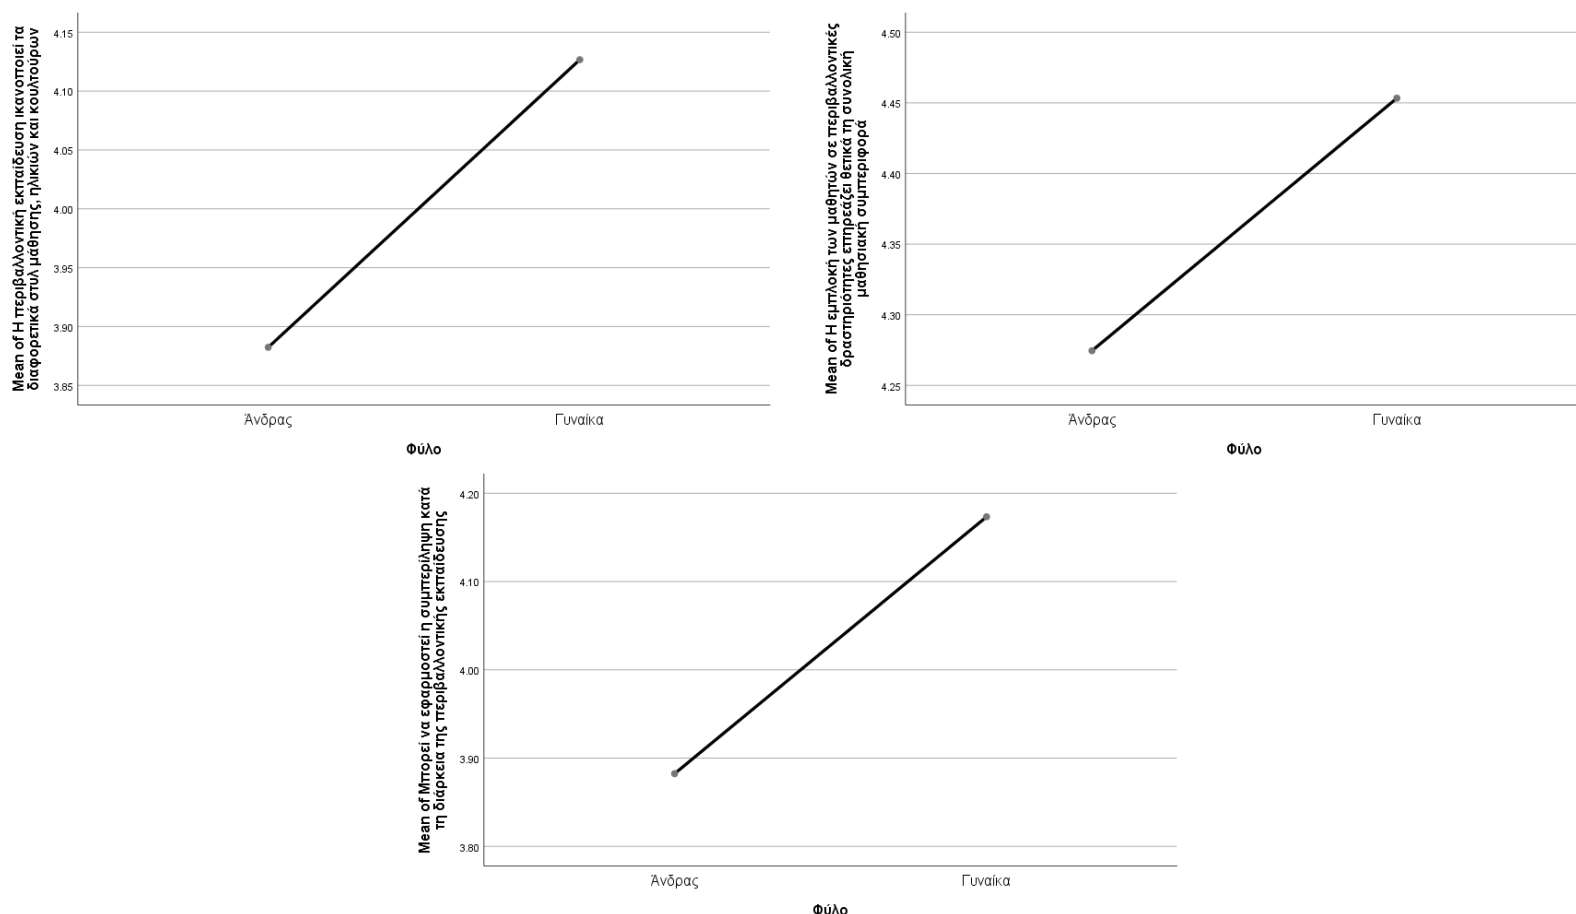 Mean of Η περιβαλλοντική εκπαίδευση ικανοποιεί τα
διαφορετικά στυλ μάθησης, ηλικιών και κουλτούρων
4.15
4.10
4.05
4.00
3.95
3.90
3.85
Άνδρας
Γυναίκα
Φύλο
Mean of Η εμπλοκή των μαθητών σε περιβαλλοντικές
δραστηριότητες επηρεάζει θετικά τη συνολική
μαθησιακή συμπεριφορά
4.50
4.45
4.40
4.35
4.30
4.25
Άνδρας
Γυναίκα
Φύλο
Mean of Μπορεί να εφαρμοστεί η συμπερίληψη κατά
τη διάρκεια της περιβαλλοντικής εκπαίδευσης
4.20
4.10
4.00
3.90
3.80
Άνδρας
Γυναίκα
Φύλο